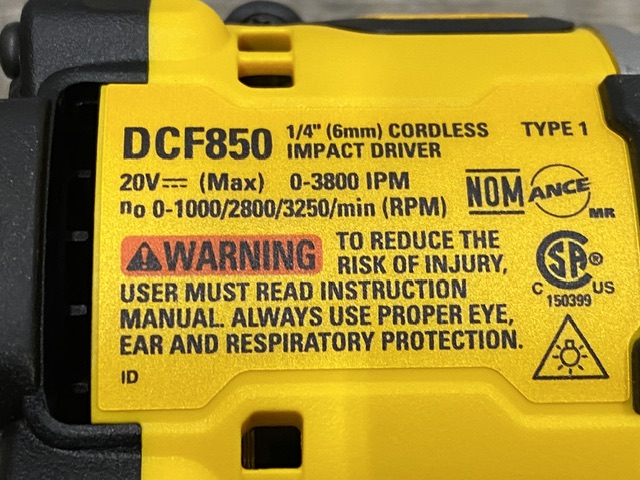 DCF850 1/4" (6mm) CORDLESS TYPE 1
IMPACT DRIVER
20V⎓ (Max) 0-3800 IPM
no 0-1000/2800/3250/min (RPM)
NOM ANCE MR
WARNING TO REDUCE THE
RISK OF INJURY,
USER MUST READ INSTRUCTION
MANUAL. ALWAYS USE PROPER EYE,
EAR AND RESPIRATORY PROTECTION.
ID
CSA
C US
150399